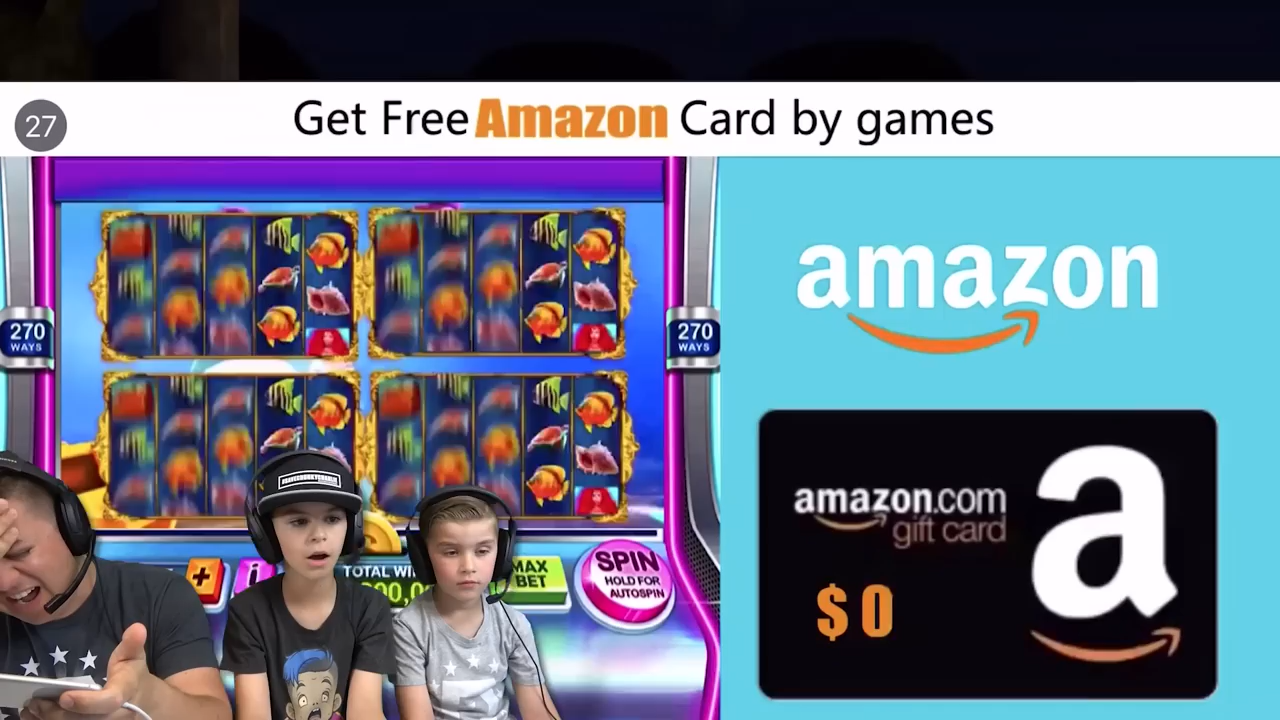 27
Get Free Amazon Card by games
270
WAYS
270
WAYS
amazon
amazon.com
gift card
a
$0
TOTAL WI
MAX
BET
SPIN
HOLD FOR
AUTOSPIN